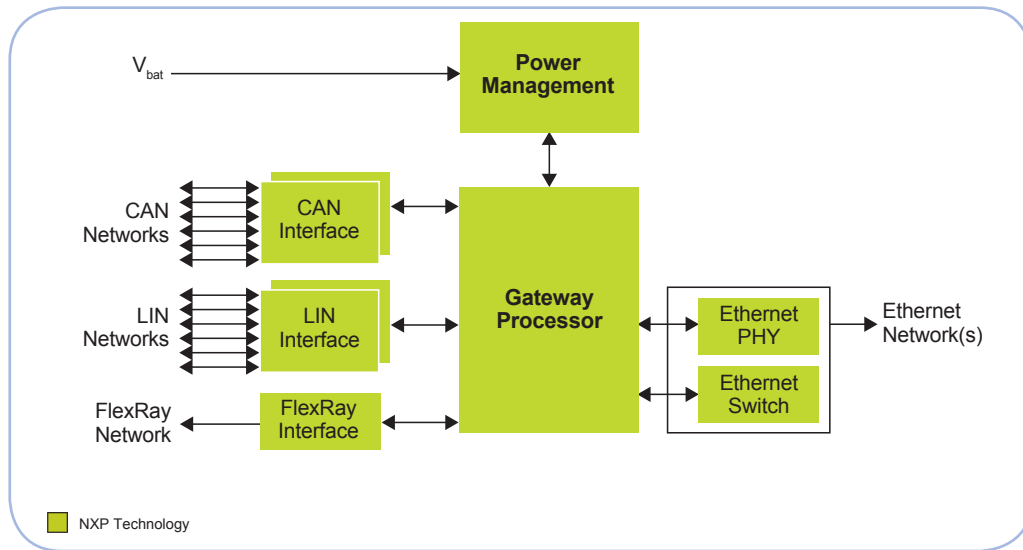 Power
Management
Vbat
CAN
Networks
CAN
Interface
LIN
Networks
LIN
Interface
Gateway
Processor
Ethernet
PHY
Ethernet
Network(s)
Ethernet
Switch
FlexRay
Network
FlexRay
Interface
NXP Technology